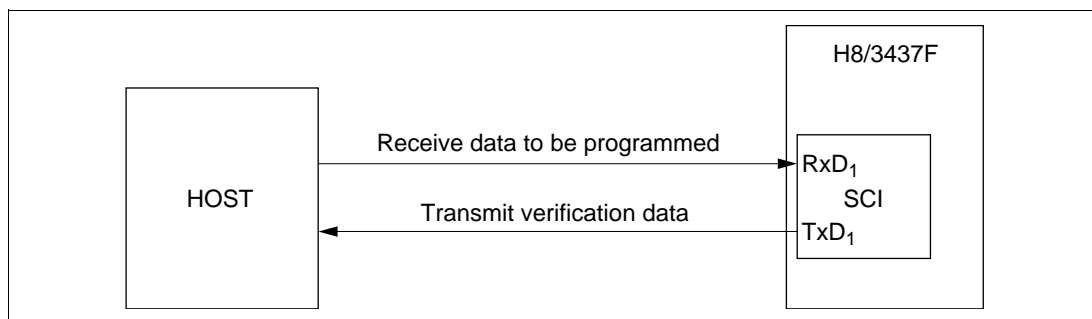 H8/3437F
Receive data to be programmed
RxD₁
HOST
SCI
Transmit verification data
TxD₁